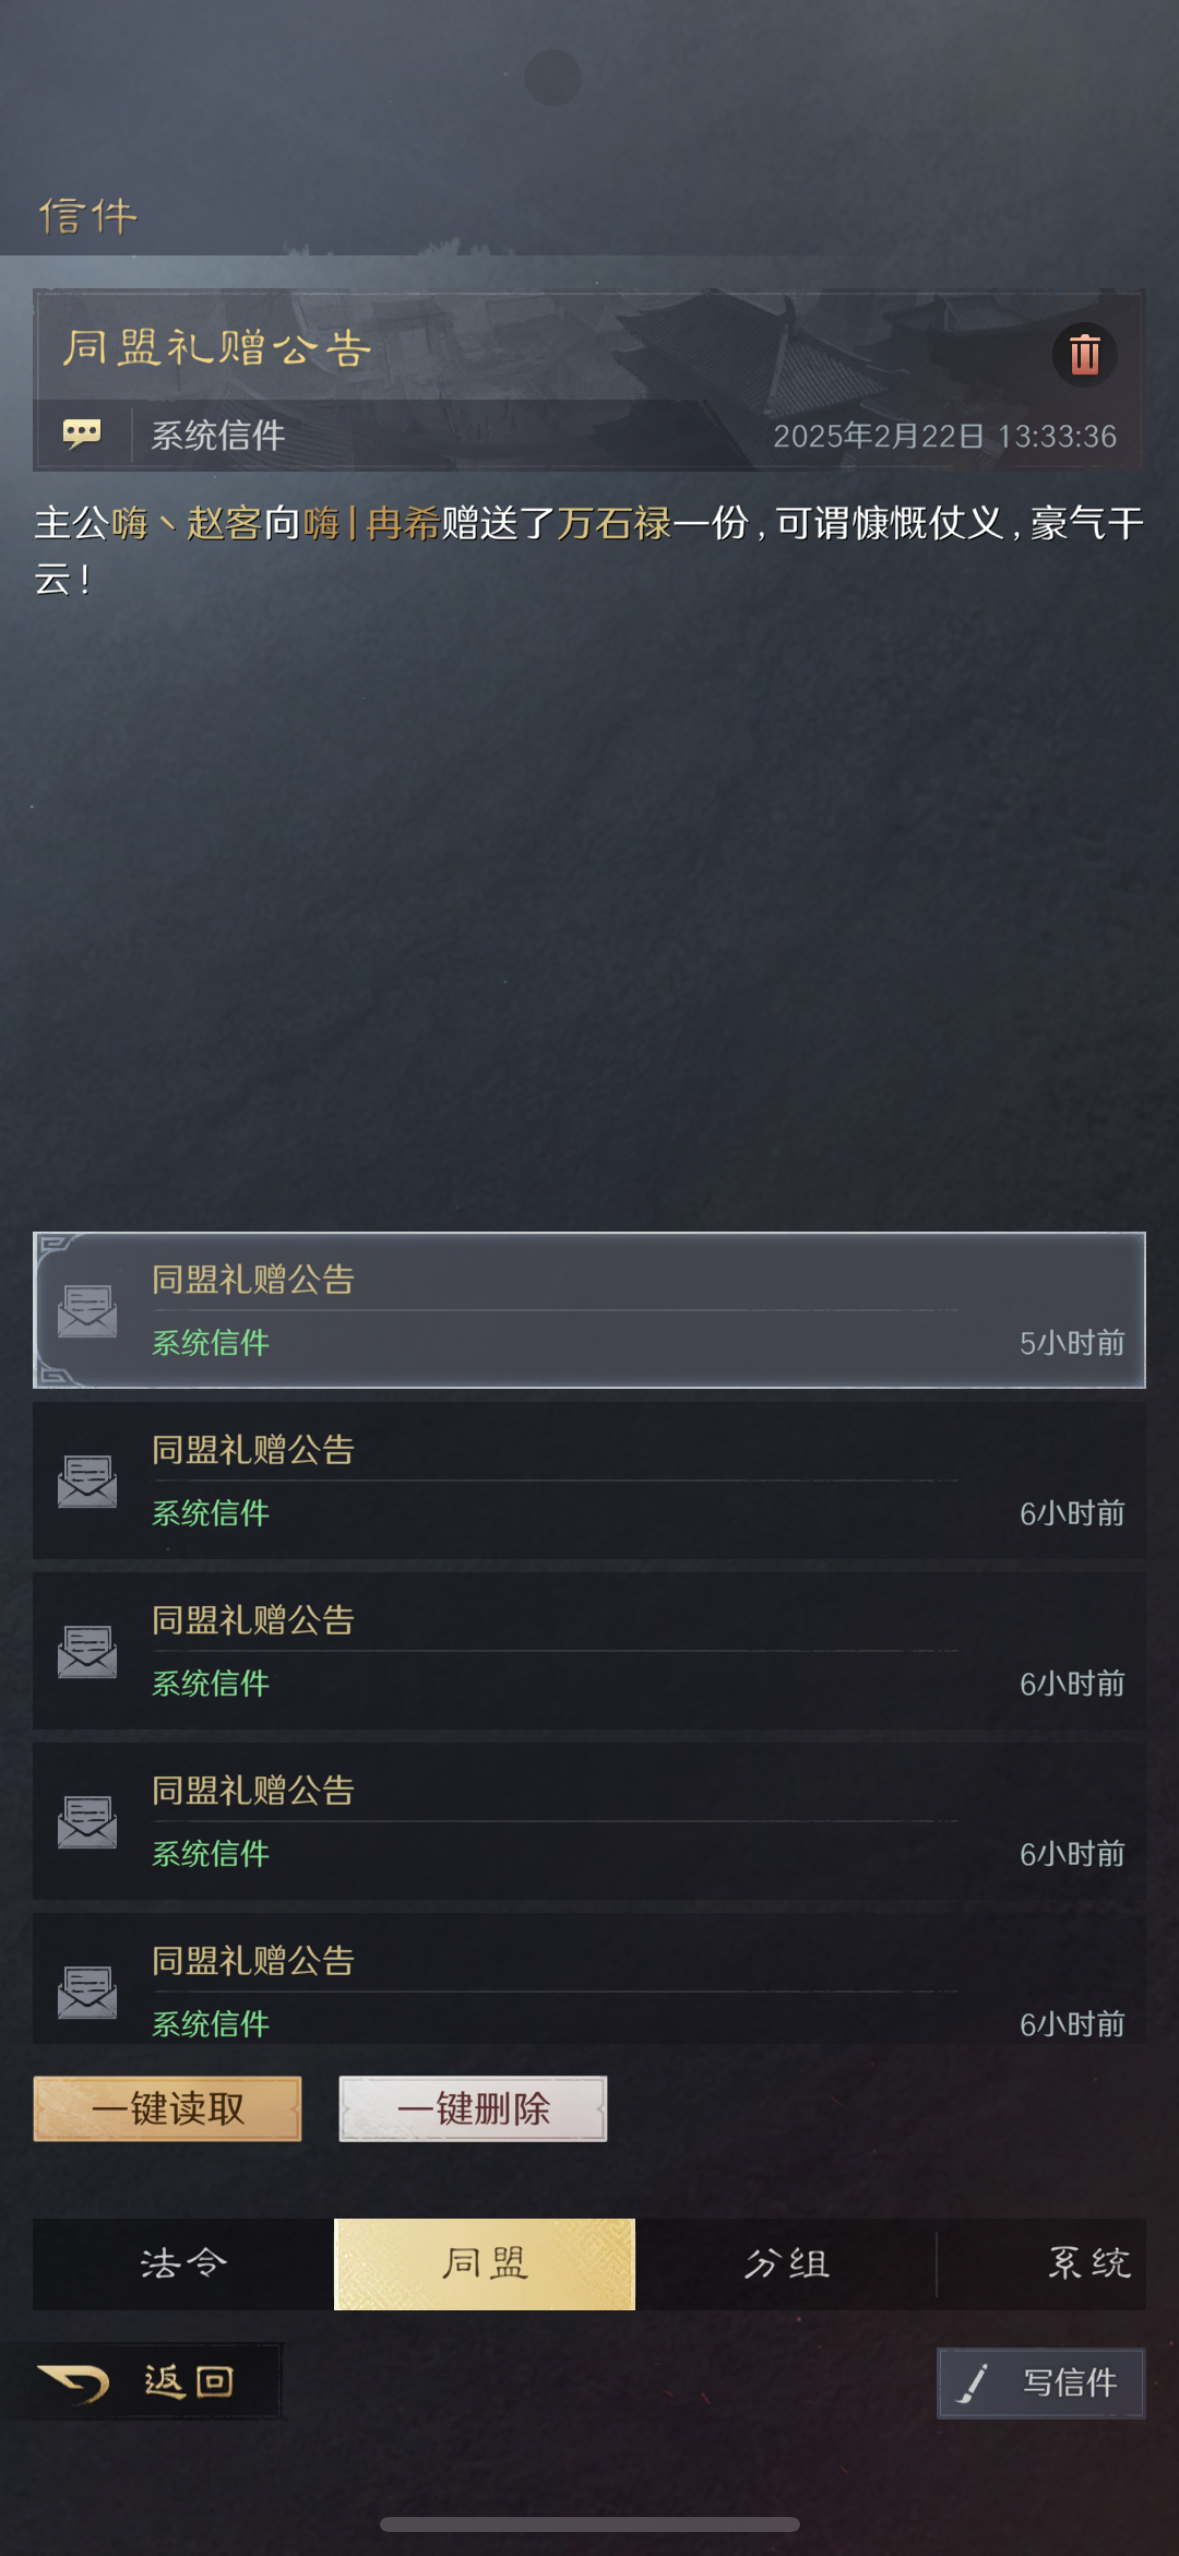 信件
同盟礼赠公告
系统信件 2025年2月22日 13:33:36
主公嗨丶赵客向嗨丨冉希赠送了万石禄一份,可谓慷慨仗义,豪气干
云!
同盟礼赠公告
系统信件 5小时前
同盟礼赠公告
系统信件 6小时前
同盟礼赠公告
系统信件 6小时前
同盟礼赠公告
系统信件 6小时前
同盟礼赠公告
系统信件 6小时前
一键读取 一键删除
法令 同盟 分组 系统
返回 写信件